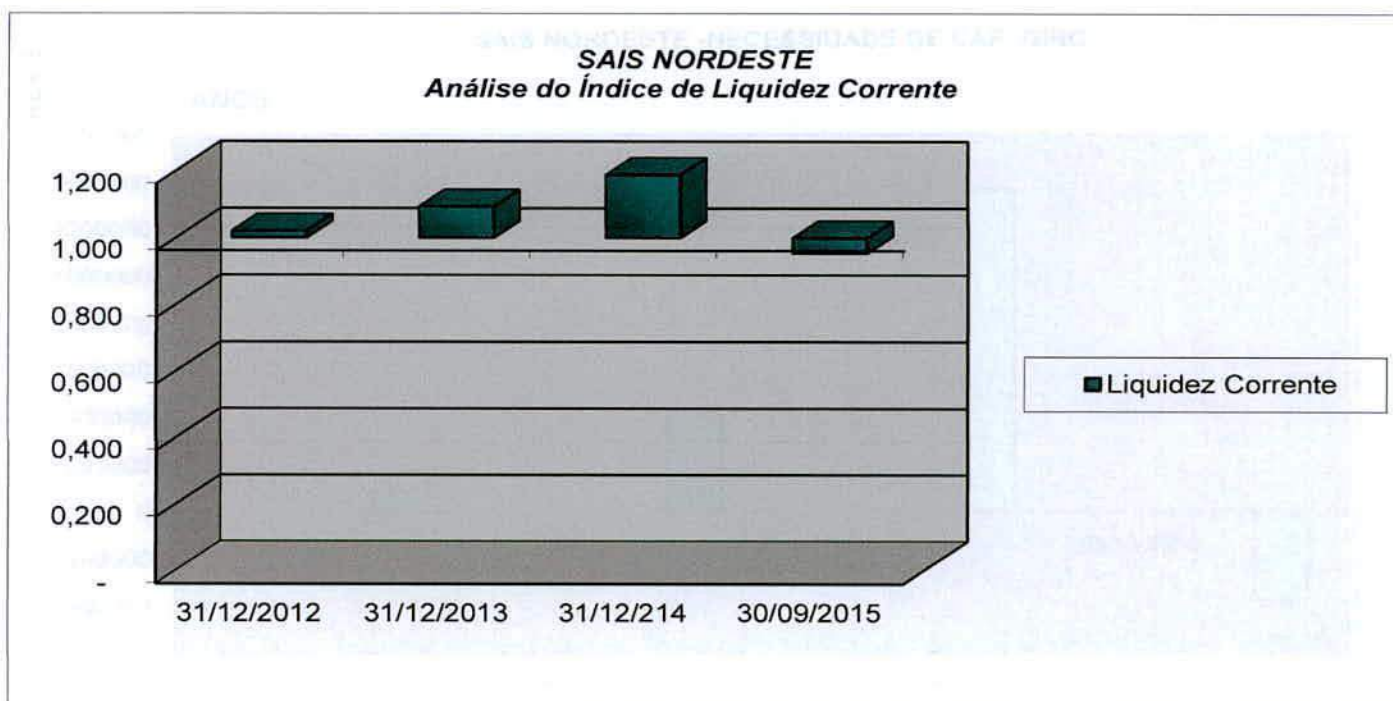 SAIS NORDESTE
Análise do Índice de Liquidez Corrente
1,200
1,000
0,800
0,600
0,400
0,200
-
31/12/2012 31/12/2013 31/12/214 30/09/2015
Liquidez Corrente